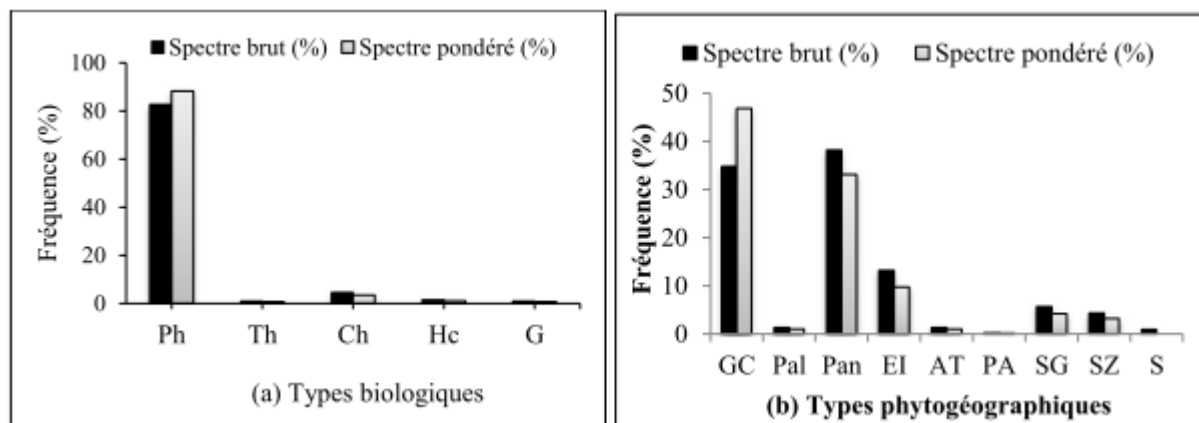 Spectre brut (%) Spectre pondéré (%)
Fréquence (%)
100
80
60
40
20
0
Ph Th Ch Hc G
(a) Types biologiques
Spectre brut (%) Spectre pondéré (%)
Fréquence (%)
50
40
30
20
10
0
GC Pal Pan EI AT PA SG SZ S
(b) Types phytogéographiques